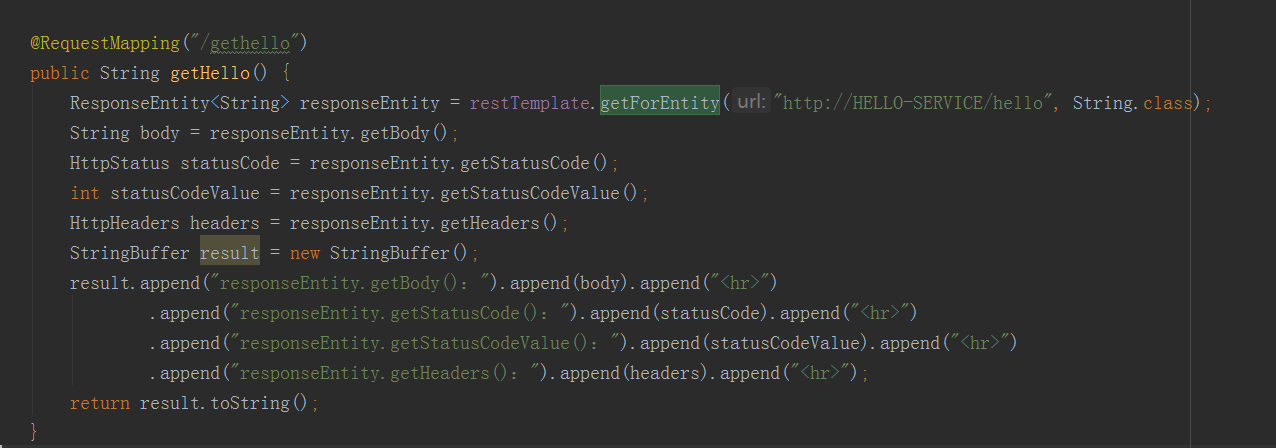 @RequestMapping("/gethello")
public String getHello() {
    ResponseEntity<String> responseEntity = restTemplate.getForEntity( url: "http://HELLO-SERVICE/hello", String.class);
    String body = responseEntity.getBody();
    HttpStatus statusCode = responseEntity.getStatusCode();
    int statusCodeValue = responseEntity.getStatusCodeValue();
    HttpHeaders headers = responseEntity.getHeaders();
    StringBuffer result = new StringBuffer();
    result.append("responseEntity.getBody()：").append(body).append("<hr>")
            .append("responseEntity.getStatusCode()：").append(statusCode).append("<hr>")
            .append("responseEntity.getStatusCodeValue()：").append(statusCodeValue).append("<hr>")
            .append("responseEntity.getHeaders()：").append(headers).append("<hr>");
    return result.toString();
}